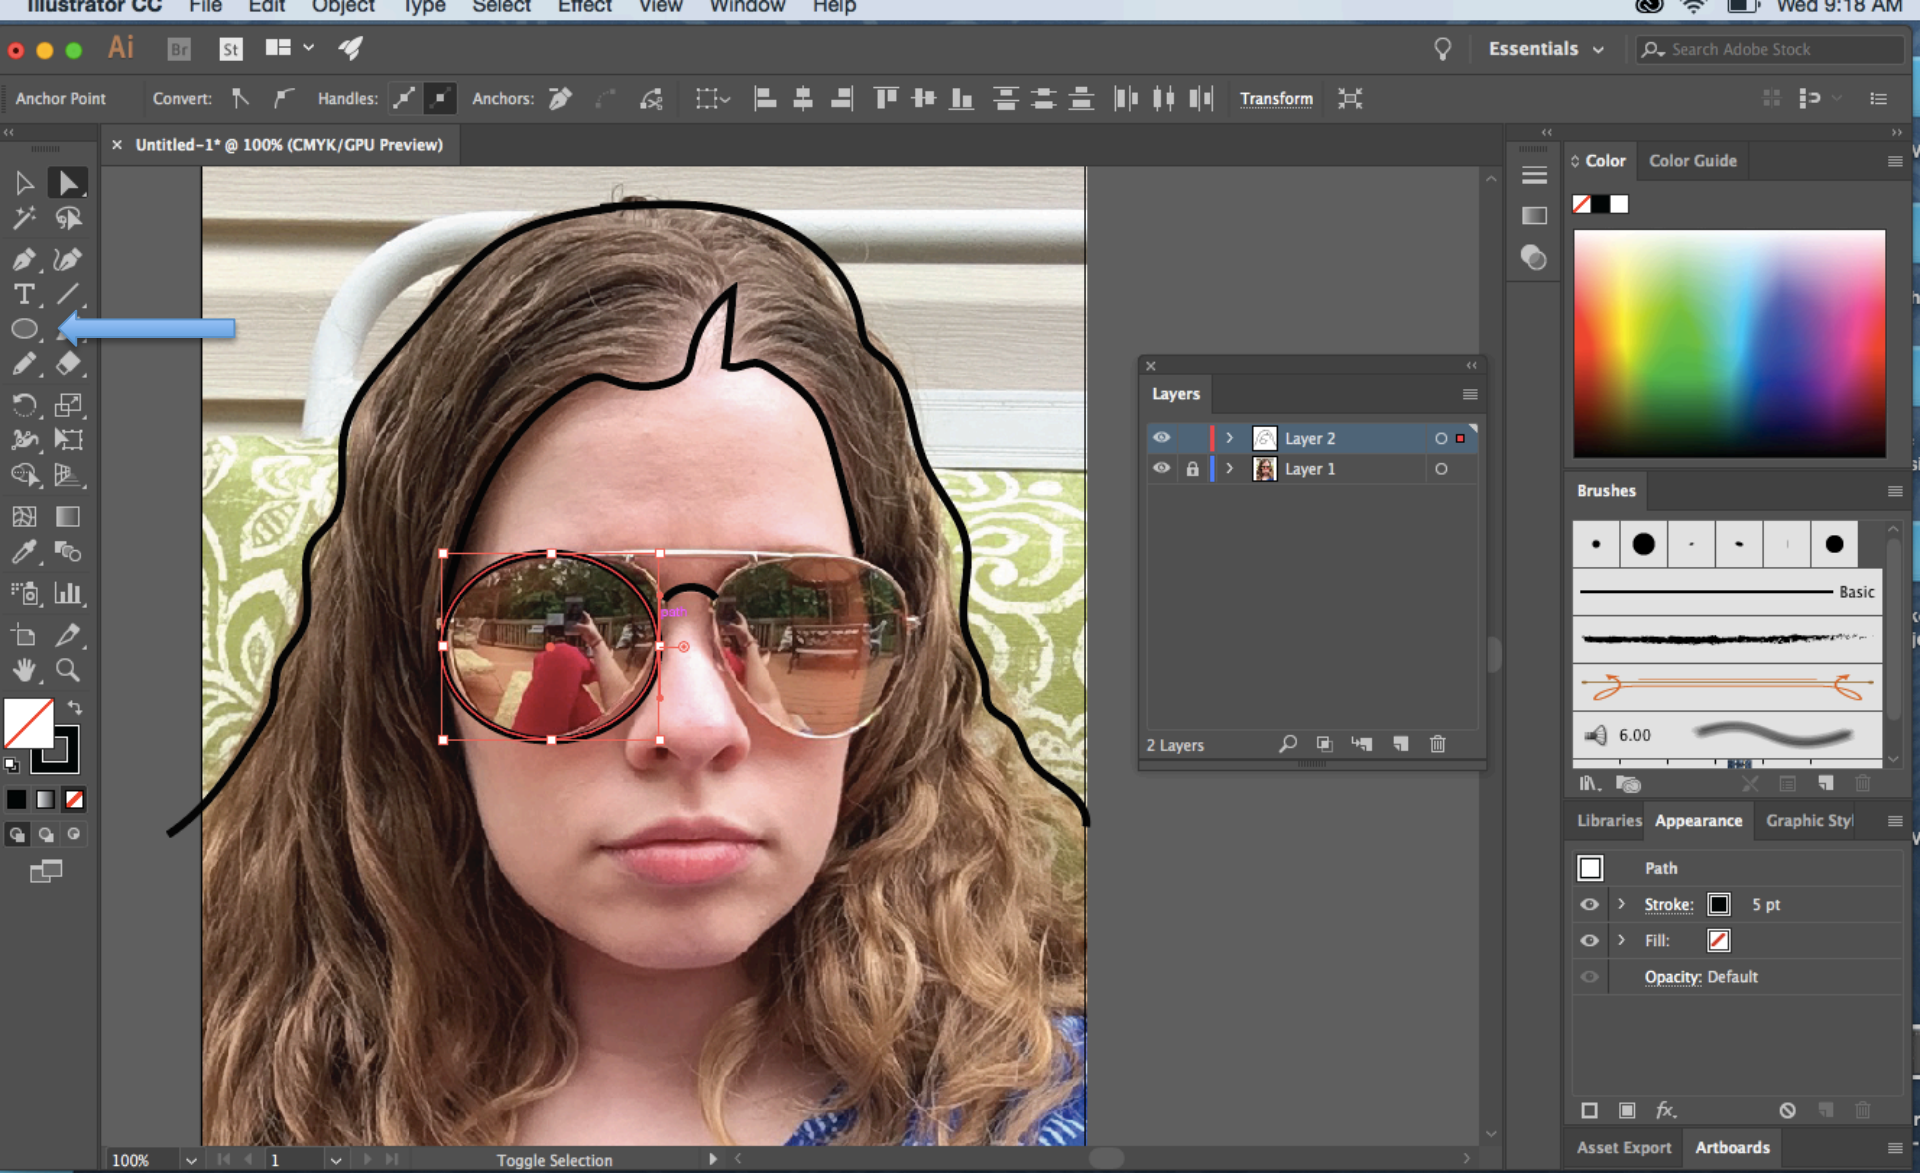 Illustrator CC File Edit Object Type Select Effect View Window Help Wed 9:18 AM
Ai Br St Essentials Search Adobe Stock
Anchor Point Convert: Handles: Anchors: Transform
× Untitled-1* @ 100% (CMYK/GPU Preview)
Color Color Guide
T
path
Layers
Layer 2
Layer 1
2 Layers
Brushes
Basic
6.00
Libraries Appearance Graphic Styl
Path
Stroke: 5 pt
Fill:
Opacity: Default
fx.
Asset Export Artboards
100% 1 Toggle Selection